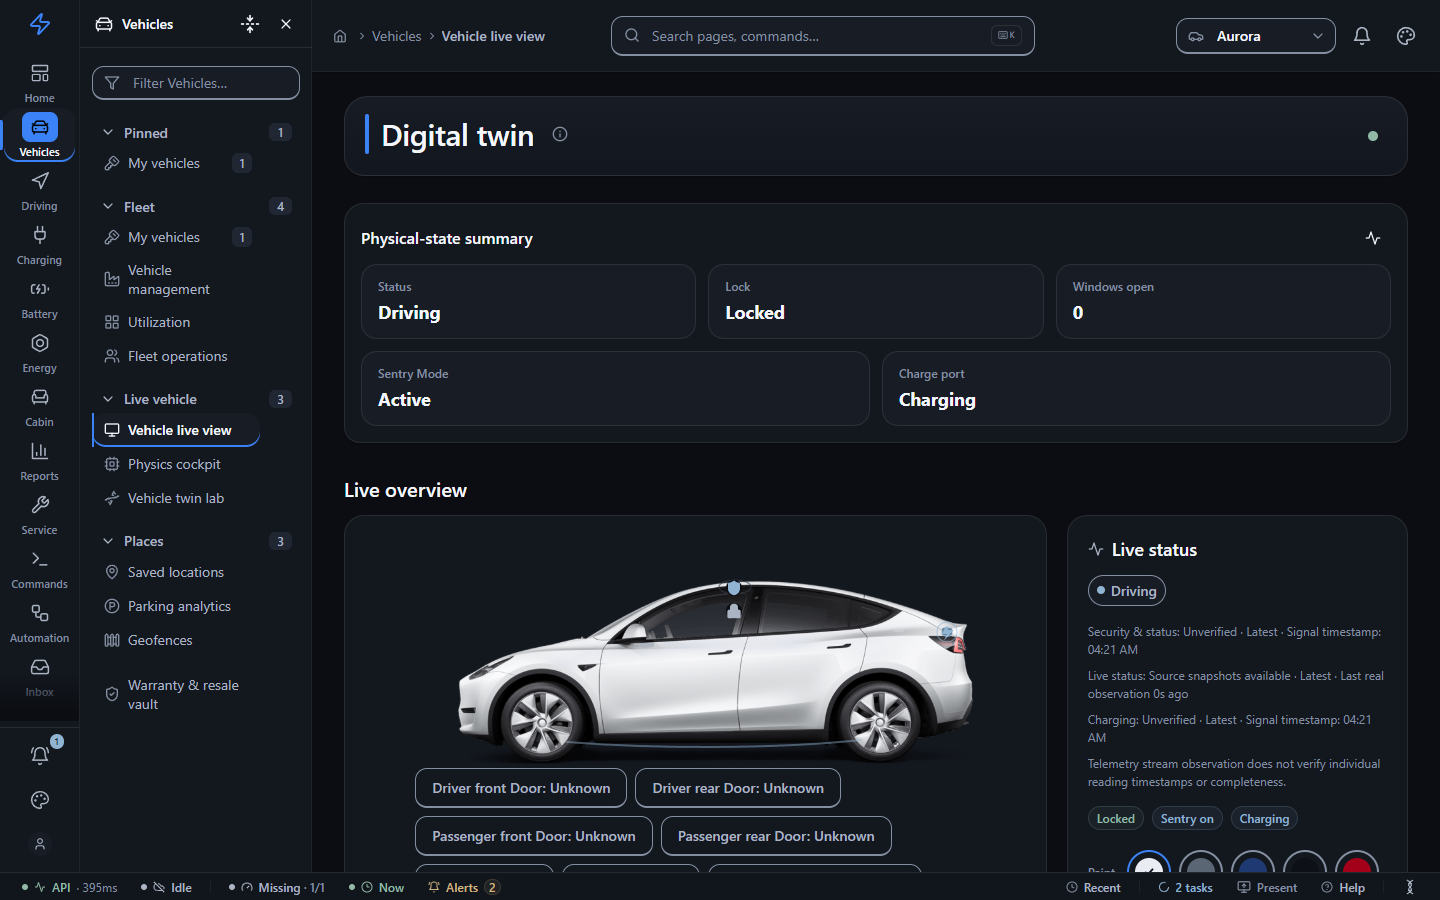 Vehicles
Vehicles
Vehicle live view
Search pages, commands...
K
Aurora
Home
Vehicles
Driving
Charging
Battery
Energy
Cabin
Reports
Service
Commands
Automation
Inbox
1
Filter Vehicles...
Pinned 1
My vehicles 1
Fleet 4
My vehicles 1
Vehicle
management
Utilization
Fleet operations
Live vehicle 3
Vehicle live view
Physics cockpit
Vehicle twin lab
Places 3
Saved locations
Parking analytics
Geofences
Warranty & resale
vault
Digital twin
Physical-state summary
Status
Driving
Lock
Locked
Windows open
0
Sentry Mode
Active
Charge port
Charging
Live overview
Driver front Door: Unknown
Driver rear Door: Unknown
Passenger front Door: Unknown
Passenger rear Door: Unknown
Live status
Driving
Security & status: Unverified · Latest · Signal timestamp:
04:21 AM
Live status: Source snapshots available · Latest · Last real
observation 0s ago
Charging: Unverified · Latest · Signal timestamp: 04:21
AM
Telemetry stream observation does not verify individual
reading timestamps or completeness.
Locked
Sentry on
Charging
API · 395ms
Idle
Missing · 1/1
Now
Alerts 2
Recent
2 tasks
Present
Help